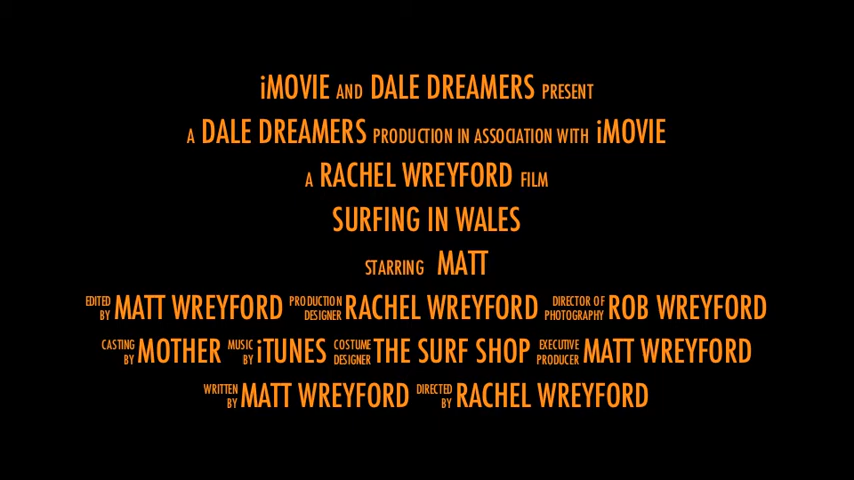 iMOVIE AND DALE DREAMERS PRESENT
A DALE DREAMERS PRODUCTION IN ASSOCIATION WITH iMOVIE
A RACHEL WREYFORD FILM
SURFING IN WALES
STARRING MATT
EDITED BY MATT WREYFORD PRODUCTION DESIGNER RACHEL WREYFORD DIRECTOR OF PHOTOGRAPHY ROB WREYFORD
CASTING BY MOTHER MUSIC BY iTUNES COSTUME DESIGNER THE SURF SHOP EXECUTIVE PRODUCER MATT WREYFORD
WRITTEN BY MATT WREYFORD DIRECTED BY RACHEL WREYFORD